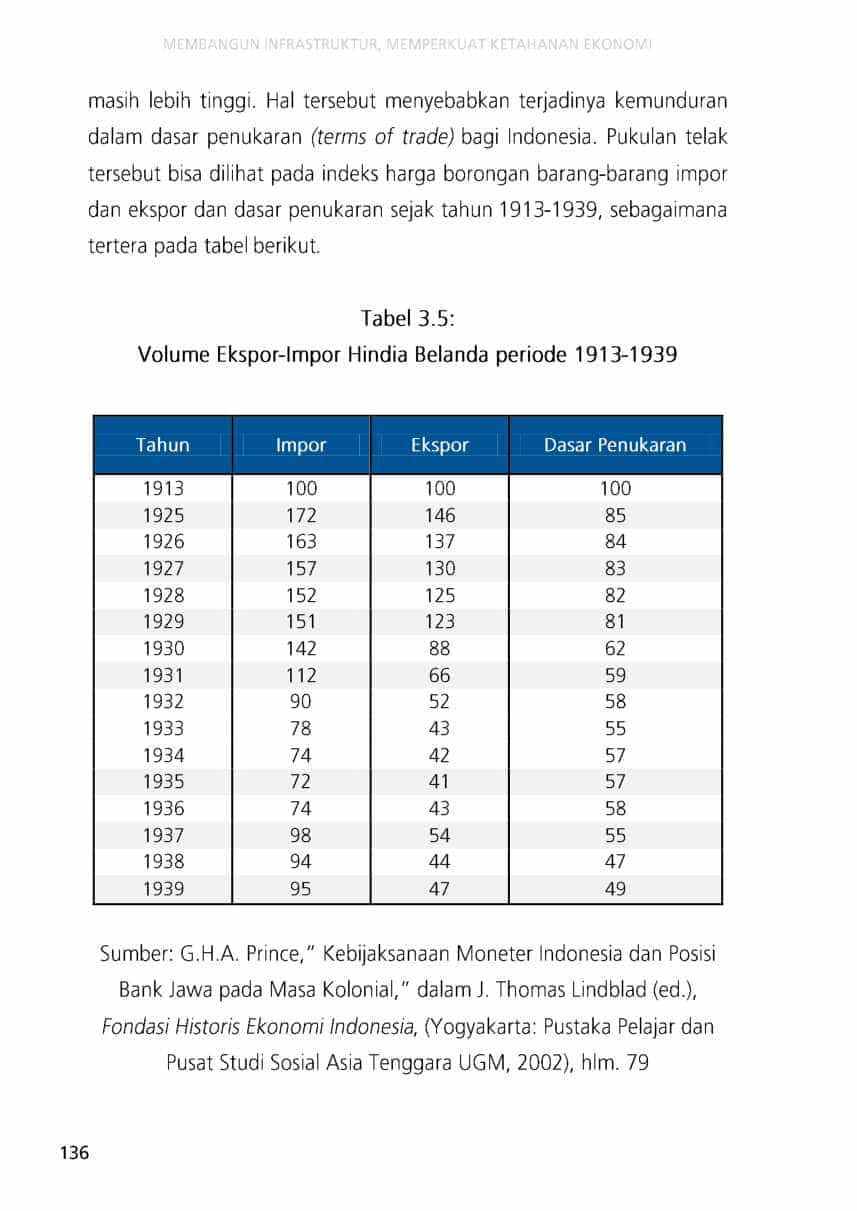 MEMBANGUN INFRASTRUKTUR, MEMPERKUAT KETAHANAN EKONOMI
masih lebih tinggi. Hal tersebut menyebabkan terjadinya kemunduran
dalam dasar penukaran (terms of trade) bagi Indonesia. Pukulan telak
tersebut bisa dilihat pada indeks harga borongan barang-barang impor
dan ekspor dan dasar penukaran sejak tahun 1913-1939, sebagaimana
tertera pada tabel berikut.
Tabel 3.5:
Volume Ekspor-Impor Hindia Belanda periode 1913-1939
Tahun Impor Ekspor Dasar Penukaran
1913 100 100 100
1925 172 146 85
1926 163 137 84
1927 157 130 83
1928 152 125 82
1929 151 123 81
1930 142 88 62
1931 112 66 59
1932 90 52 58
1933 78 43 55
1934 74 42 57
1935 72 41 57
1936 74 43 58
1937 98 54 55
1938 94 44 47
1939 95 47 49
Sumber: G.H.A. Prince,” Kebijaksanaan Moneter Indonesia dan Posisi
Bank Jawa pada Masa Kolonial,” dalam J. Thomas Lindblad (ed.),
Fondasi Historis Ekonomi Indonesia, (Yogyakarta: Pustaka Pelajar dan
Pusat Studi Sosial Asia Tenggara UGM, 2002), hlm. 79
136